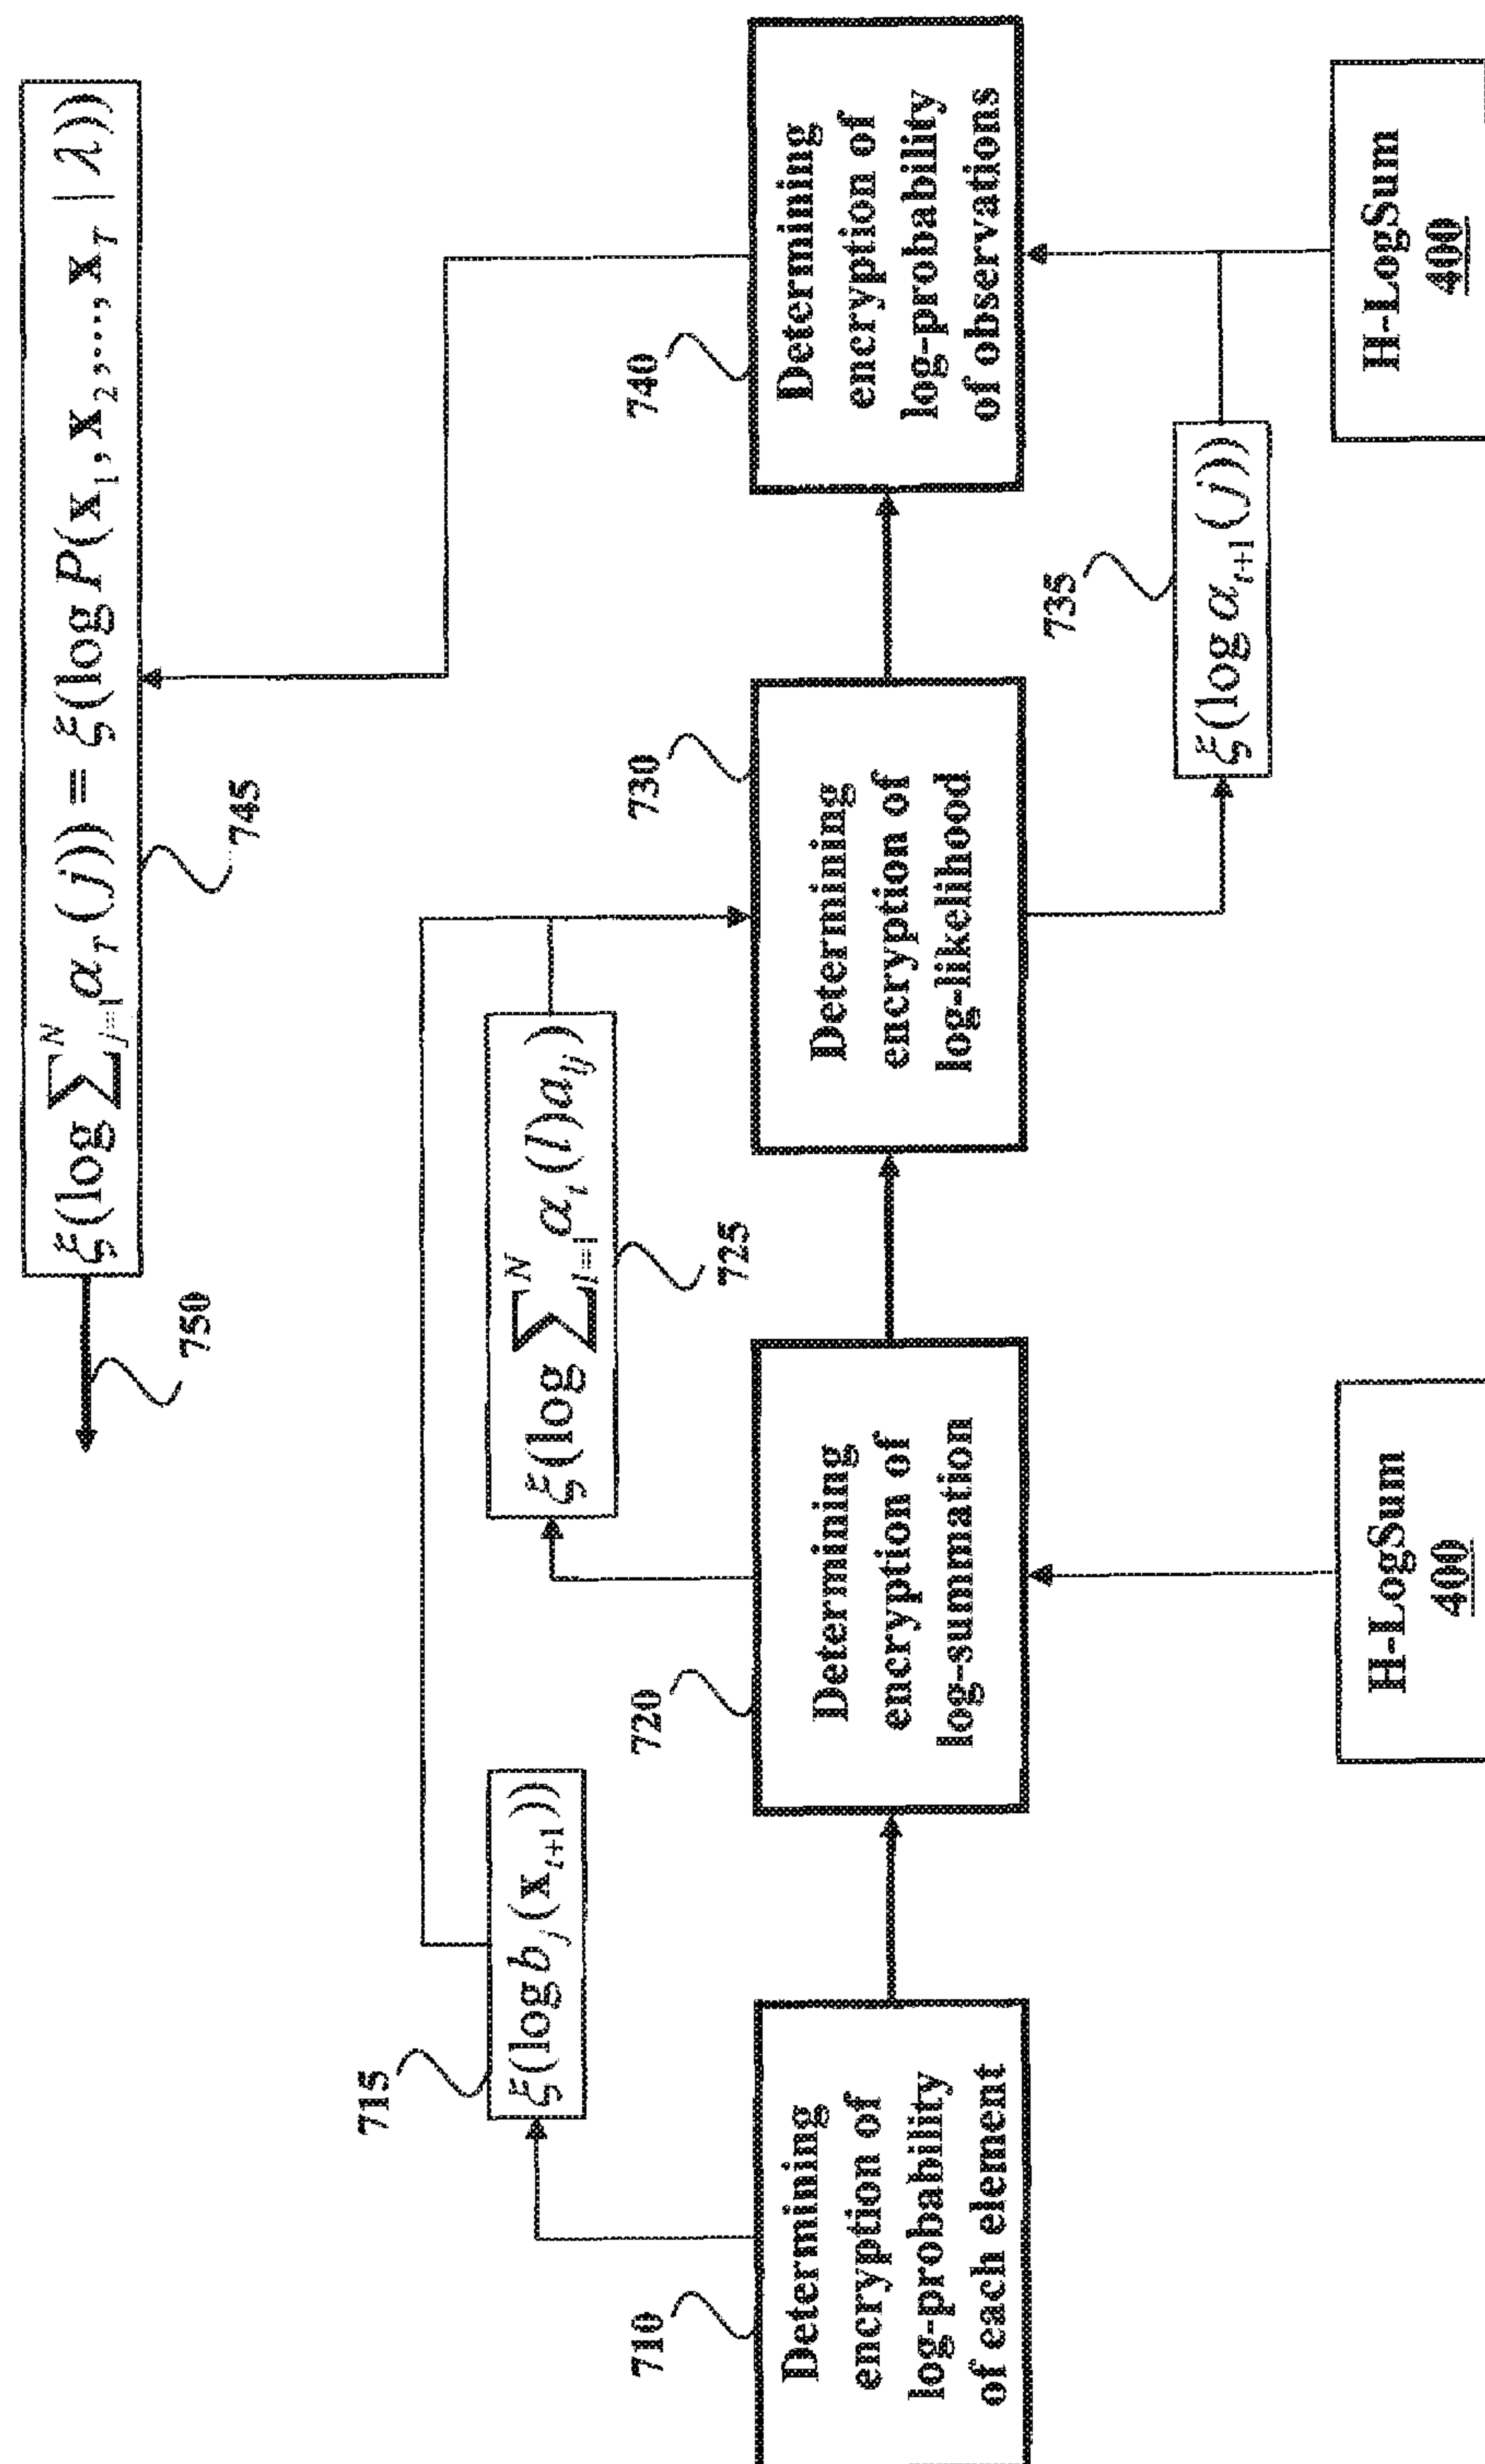 ξ(log ∑_{j=1}^{N} α_T(j)) = ξ(log P(x_1, x_2,..., x_T | λ))
745
750
715
ξ(log b_j(x_{t+1}))
ξ(log ∑_{l=1}^{N} α_t(l)a_{lj})
725
710
Determining
encryption of
log-probability
of each element
720
Determining
encryption of
log-summation
730
Determining
encryption of
log-likelihood
740
Determining
encryption of
log-probability
of observations
735
ξ(log α_{t+1}(j))
H-LogSum
400
H-LogSum
400